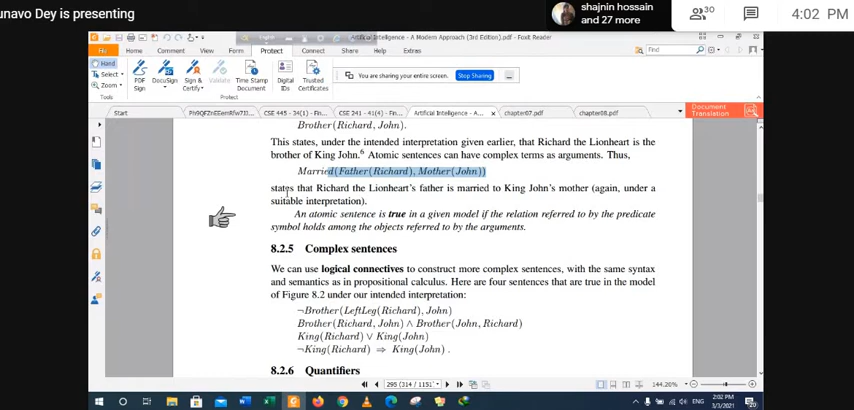 unavo Dey is presenting
shajnin hossain
and 27 more
30
4:02 PM
Artificial Intelligence - A Modern Approach (3rd Edition).pdf - Foxit Reader
File Home Comment View Form Protect Connect Share Help Extras
Find
Hand
Select
Zoom
Tools
PDF Sign
DocuSign
Sign & Certify
Validate
Time Stamp Document
Digital IDs
Trusted Certificates
Protect
You are sharing your entire screen. Stop Sharing
Start CSE 445 - 34(1) - Fin... CSE 241 - 41(4) - Fin... Artificial Intelligence - A ... chapter07.pdf chapter08.pdf
Document Translation
Brother(Richard, John).
This states, under the intended interpretation given earlier, that Richard the Lionheart is the
brother of King John.6 Atomic sentences can have complex terms as arguments. Thus,
Married(Father(Richard), Mother(John))
states that Richard the Lionheart's father is married to King John's mother (again, under a
suitable interpretation).
An atomic sentence is true in a given model if the relation referred to by the predicate
symbol holds among the objects referred to by the arguments.
8.2.5 Complex sentences
We can use logical connectives to construct more complex sentences, with the same syntax
and semantics as in propositional calculus. Here are four sentences that are true in the model
of Figure 8.2 under our intended interpretation:
¬Brother(LeftLeg(Richard), John)
Brother(Richard, John) ∧ Brother(John, Richard)
King(Richard) ∨ King(John)
¬King(Richard) ⇒ King(John) .
8.2.6 Quantifiers
295 (314 / 1151)
144.20%
ENG
2:02 PM
3/3/2021